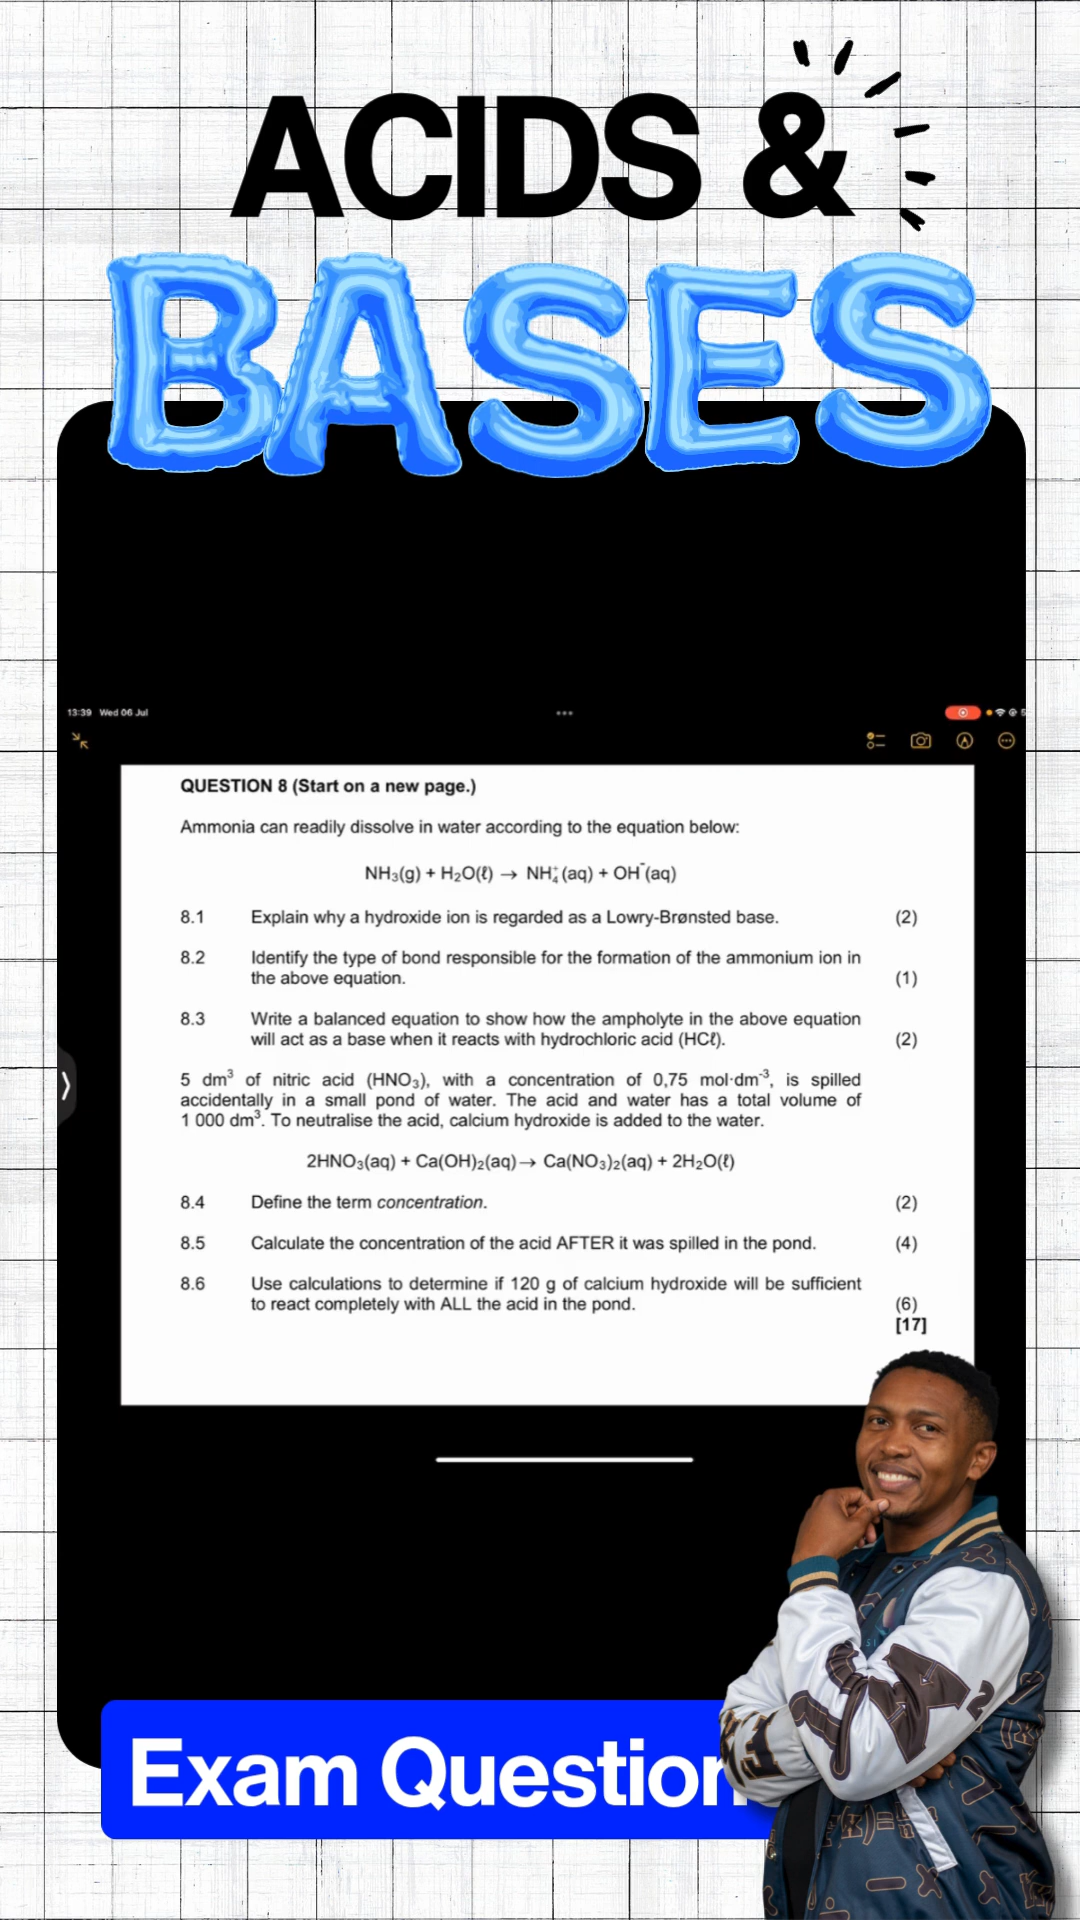 ACIDS &
BASES
13:39 Wed 06 Jul
QUESTION 8 (Start on a new page.)
Ammonia can readily dissolve in water according to the equation below:
NH₃(g) + H₂O(ℓ) → NH₄⁺(aq) + OH⁻(aq)
8.1 Explain why a hydroxide ion is regarded as a Lowry-Brønsted base. (2)
8.2 Identify the type of bond responsible for the formation of the ammonium ion in
the above equation. (1)
8.3 Write a balanced equation to show how the ampholyte in the above equation
will act as a base when it reacts with hydrochloric acid (HCℓ). (2)
5 dm³ of nitric acid (HNO₃), with a concentration of 0,75 mol·dm⁻³, is spilled
accidentally in a small pond of water. The acid and water has a total volume of
1 000 dm³. To neutralise the acid, calcium hydroxide is added to the water.
2HNO₃(aq) + Ca(OH)₂(aq) → Ca(NO₃)₂(aq) + 2H₂O(ℓ)
8.4 Define the term concentration. (2)
8.5 Calculate the concentration of the acid AFTER it was spilled in the pond. (4)
8.6 Use calculations to determine if 120 g of calcium hydroxide will be sufficient
to react completely with ALL the acid in the pond. (6)
[17]
Exam Question